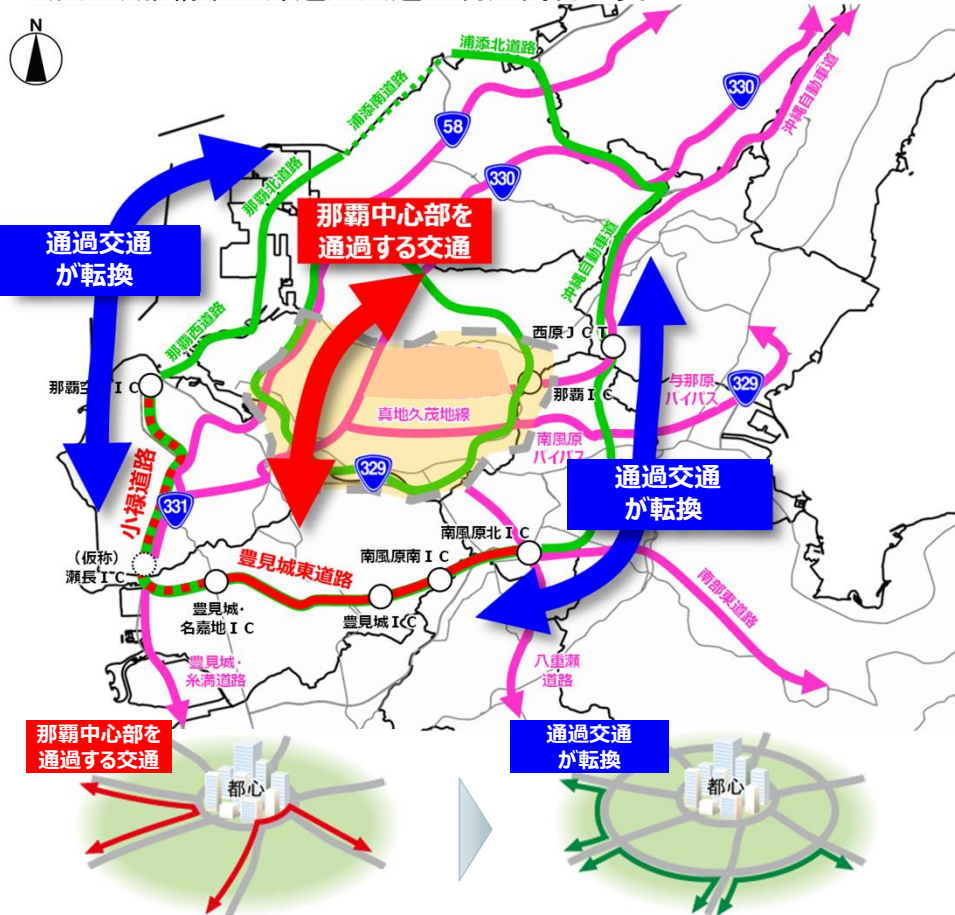 N
浦添北道路
浦添南道路
58
330
沖縄自動車道
330
那覇北道路
那覇中心部を
通過する交通
通過交通
が転換
沖縄自動車道
那覇西道路
西原ＪＣＴ
那覇ＩＣ
与那原
バイパス
329
真地久茂地線
南風原
バイパス
329
通過交通
が転換
小禄道路
331
南風原北ＩＣ
南風原南ＩＣ
(仮称)
瀬長ＩＣ
豊見城東道路
豊見城・
名嘉地ＩＣ
豊見城ＩＣ
南部東道路
豊見城・
糸満道路
八重瀬
道路
那覇中心部を
通過する交通
都心
通過交通
が転換
都心